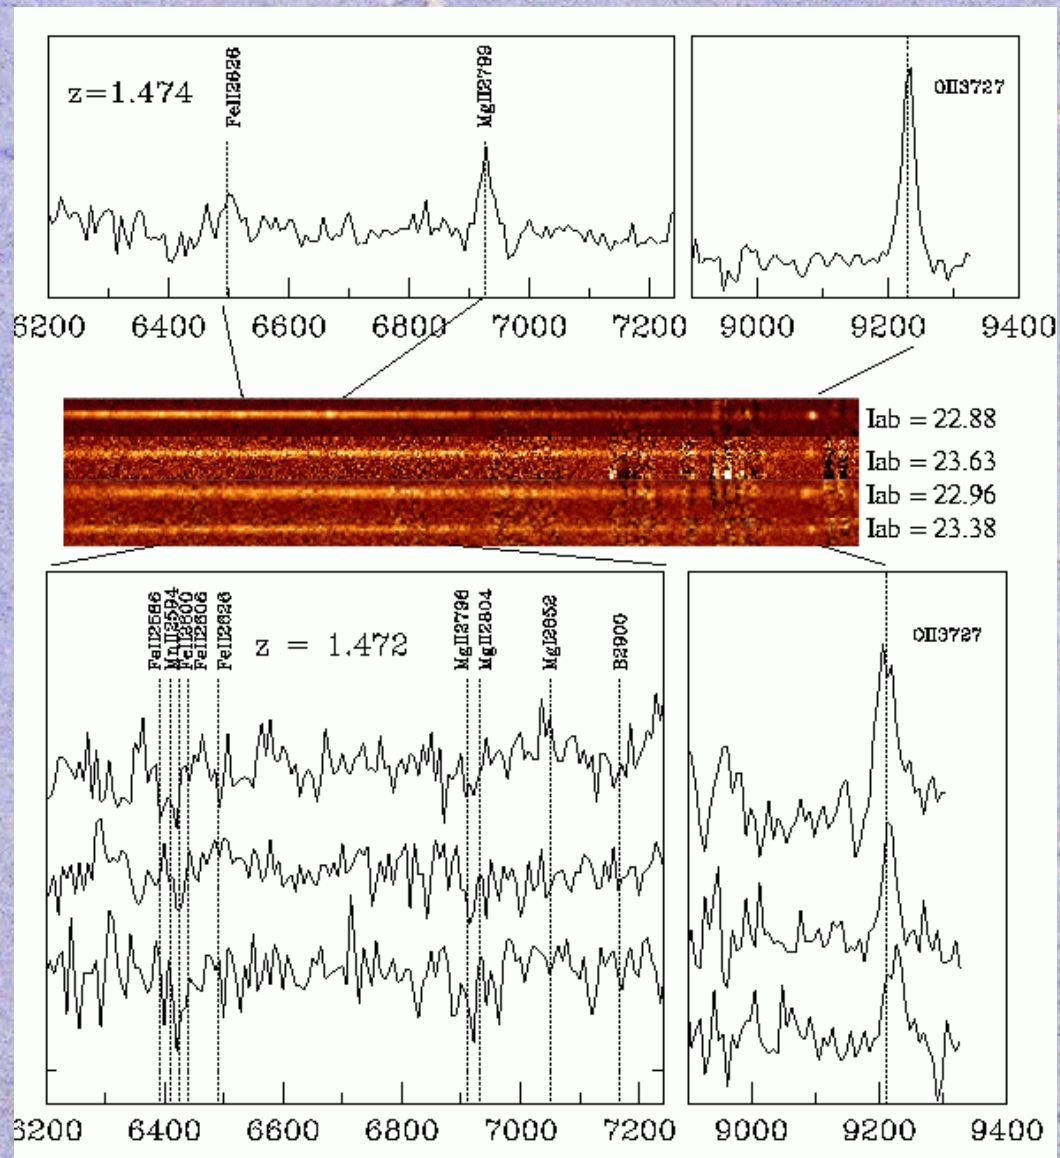 z=1.474
FeII2626
MgII2799
OII3727
6200 6400 6600 6800 7000 7200
9000 9200 9400
Iab = 22.88
Iab = 23.63
Iab = 22.96
Iab = 23.38
FeII2586
MnII2594
FeII2600
FeII2606
FeII2626
z = 1.472
MgII2796
MgII2804
MgI2852
B2900
OII3727
6200 6400 6600 6800 7000 7200
9000 9200 9400